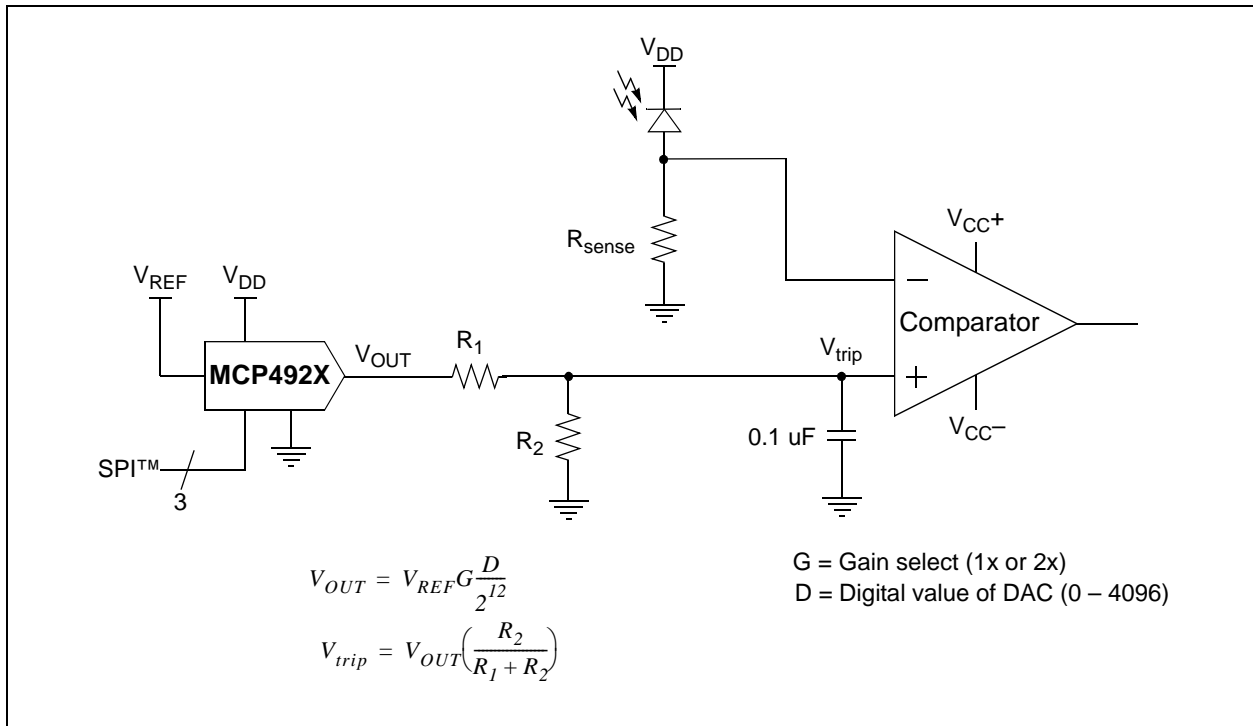 V_DD
R_sense
V_CC+
V_REF
V_DD
−
Comparator
MCP492X
V_OUT
R_1
V_trip
+
R_2
0.1 uF
V_CC–
SPI™
3
V_OUT = V_REF G D/2^12
V_trip = V_OUT (R_2/(R_1 + R_2))
G = Gain select (1x or 2x)
D = Digital value of DAC (0 – 4096)